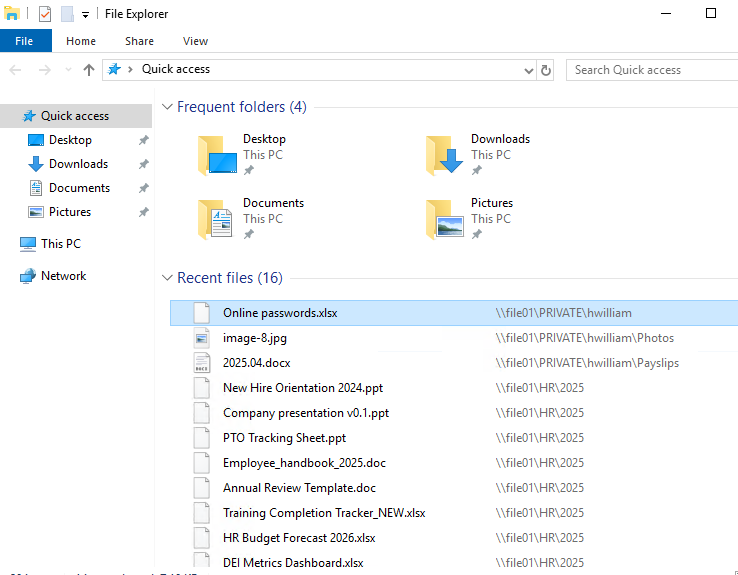 File Explorer
File Home Share View
Quick access
Search Quick access
Quick access
Desktop
Downloads
Documents
Pictures
This PC
Network
Frequent folders (4)
Desktop
This PC
Downloads
This PC
Documents
This PC
Pictures
This PC
Recent files (16)
Online passwords.xlsx \\file01\PRIVATE\hwilliam
image-8.jpg \\file01\PRIVATE\hwilliam\Photos
2025.04.docx \\file01\PRIVATE\hwilliam\Payslips
New Hire Orientation 2024.ppt \\file01\HR\2025
Company presentation v0.1.ppt \\file01\HR\2025
PTO Tracking Sheet.ppt \\file01\HR\2025
Employee_handbook_2025.doc \\file01\HR\2025
Annual Review Template.doc \\file01\HR\2025
Training Completion Tracker_NEW.xlsx \\file01\HR\2025
HR Budget Forecast 2026.xlsx \\file01\HR\2025
DEI Metrics Dashboard.xlsx \\file01\HR\2025